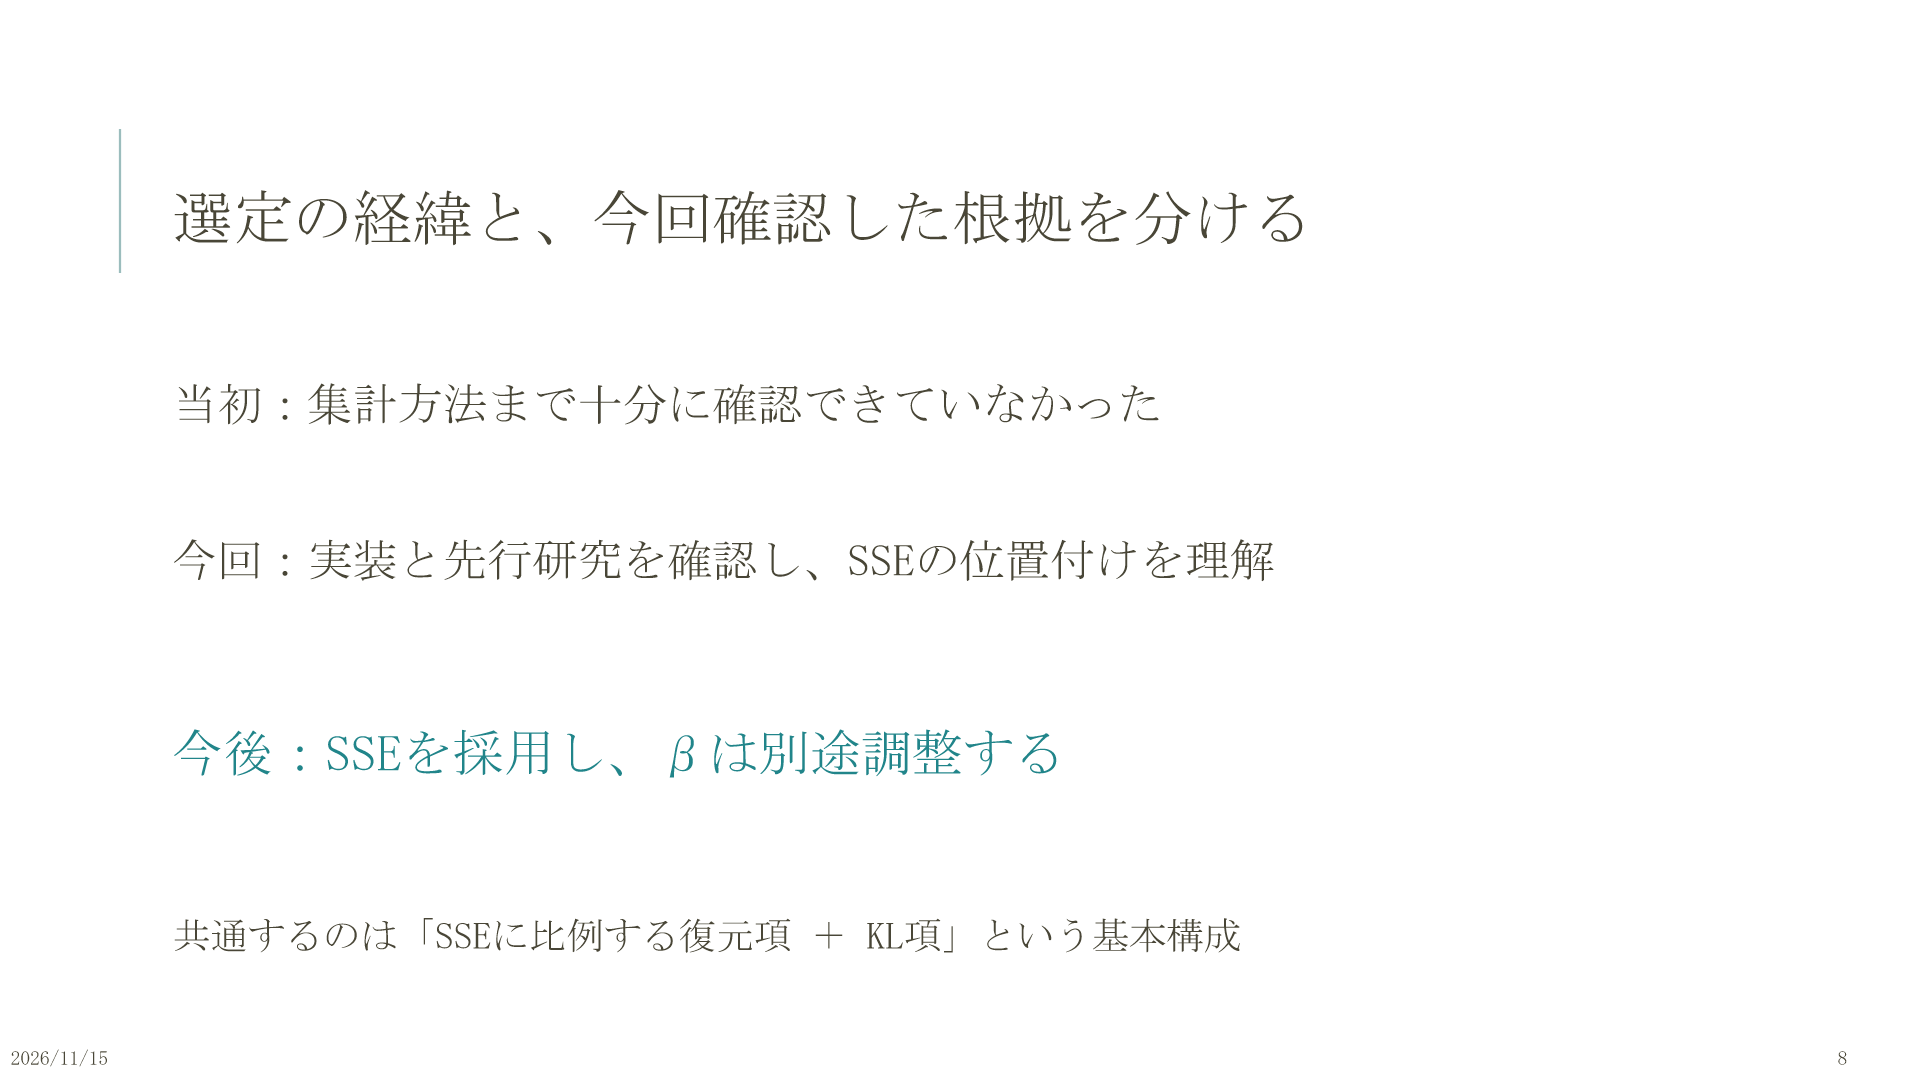 選定の経緯と、今回確認した根拠を分ける
当初：集計方法まで十分に確認できていなかった
今回：実装と先行研究を確認し、SSEの位置付けを理解
今後：SSEを採用し、βは別途調整する
共通するのは「SSEに比例する復元項 ＋ KL項」という基本構成
2026/11/15
8